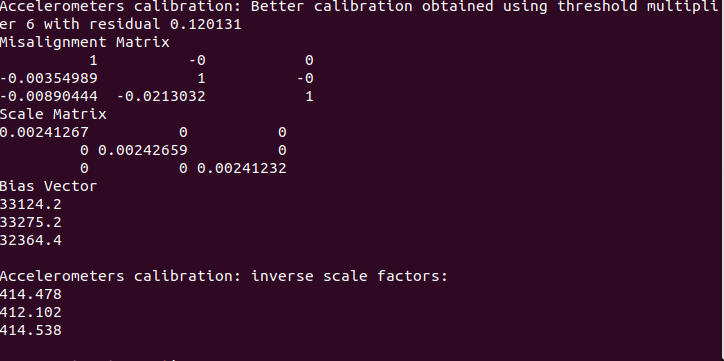 Accelerometers calibration: Better calibration obtained using threshold multipli
er 6 with residual 0.120131
Misalignment Matrix
1 -0 0
-0.00354989 1 -0
-0.00890444 -0.0213032 1
Scale Matrix
0.00241267 0 0
0 0.00242659 0
0 0 0.00241232
Bias Vector
33124.2
33275.2
32364.4
Accelerometers calibration: inverse scale factors:
414.478
412.102
414.538